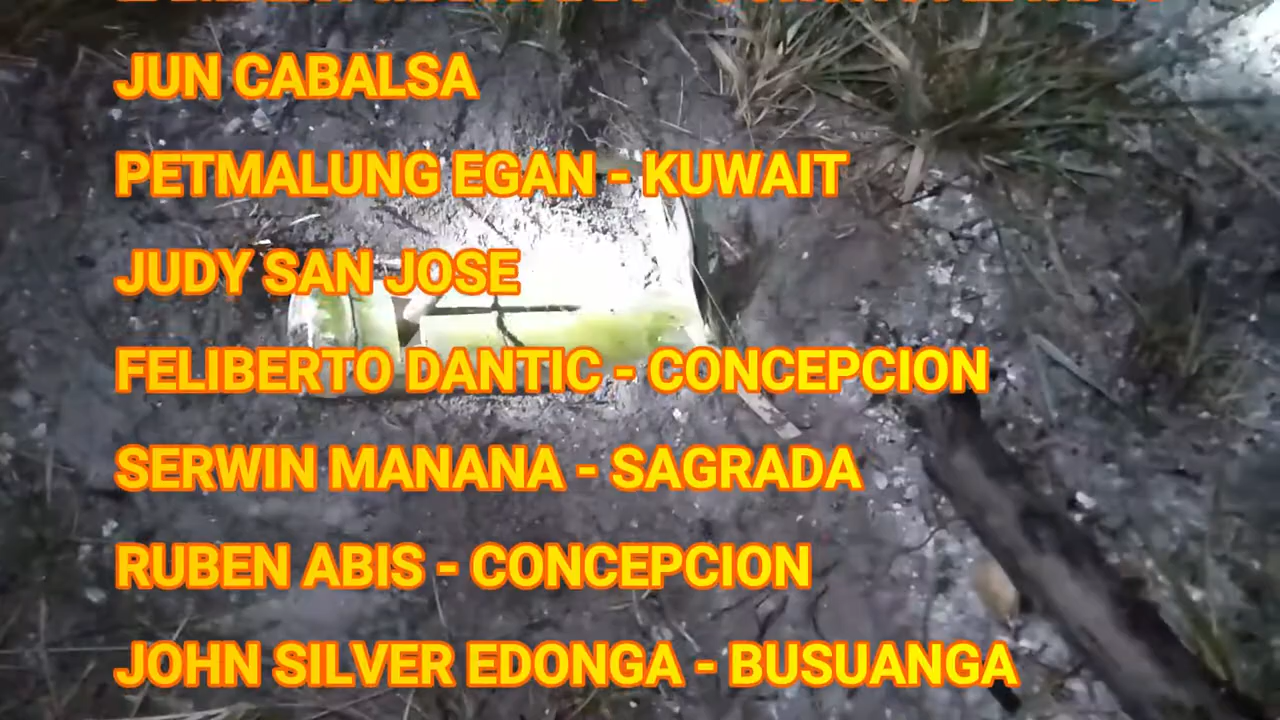 JUN CABALSA
PETMALUNG EGAN - KUWAIT
JUDY SAN JOSE
FELIBERTO DANTIC - CONCEPCION
SERWIN MANANA - SAGRADA
RUBEN ABIS - CONCEPCION
JOHN SILVER EDONGA - BUSUANGA